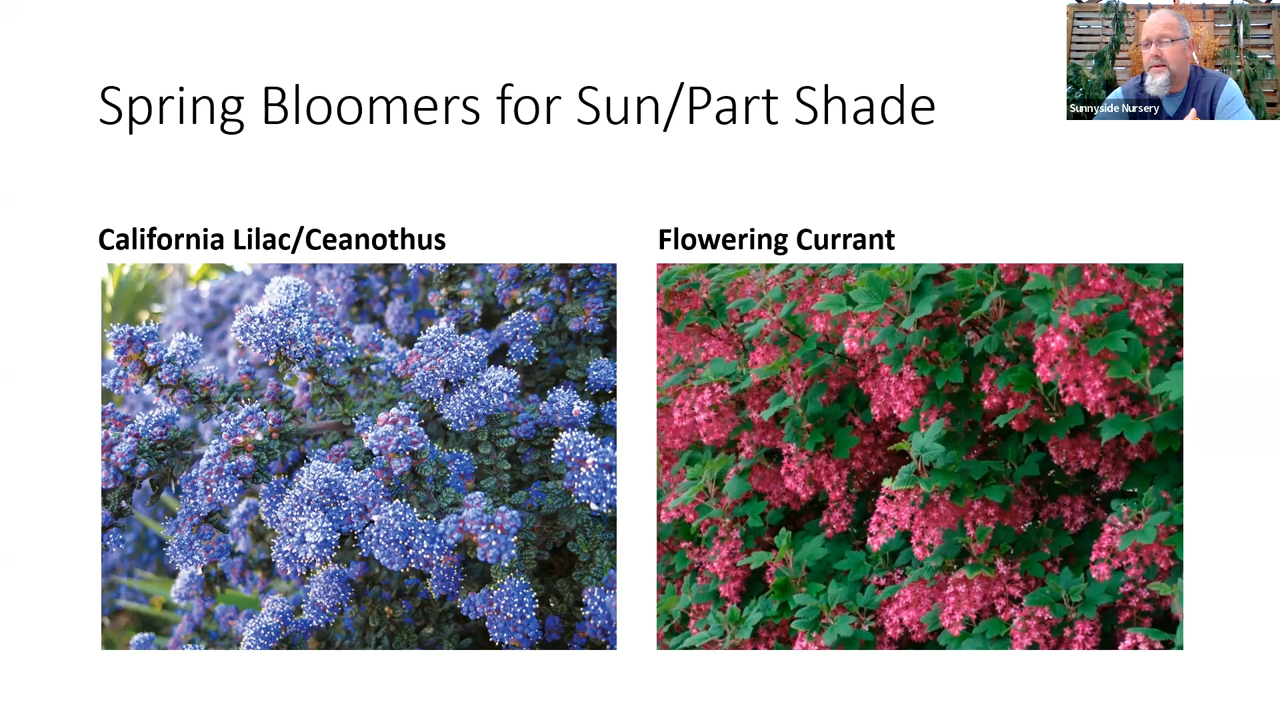 Spring Bloomers for Sun/Part Shade
Sunnyside Nursery
California Lilac/Ceanothus
Flowering Currant